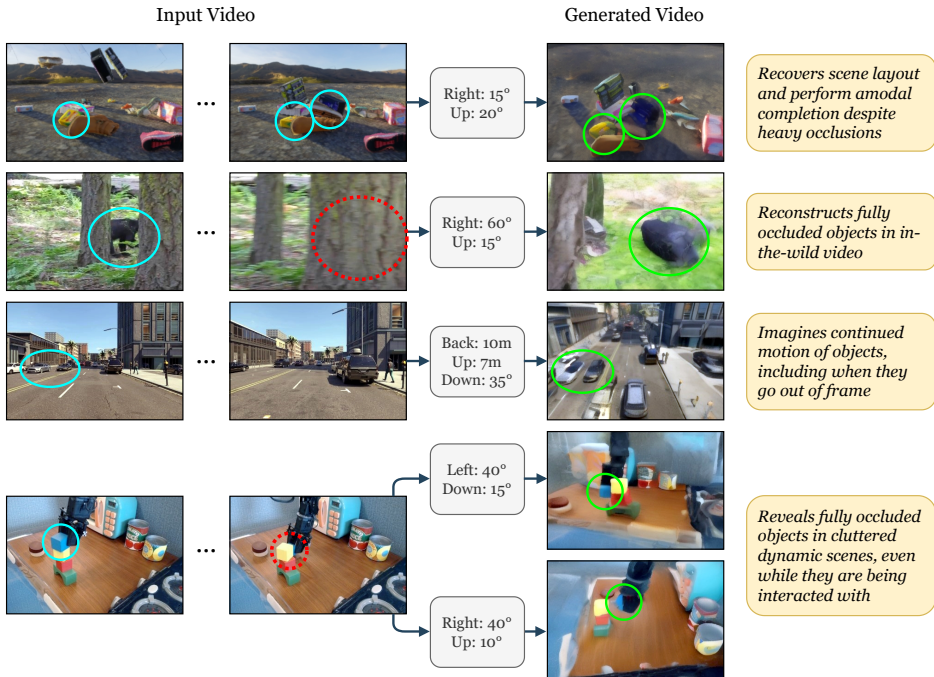 Input Video
Generated Video
Right: 15°
Up: 20°
Recovers scene layout
and perform amodal
completion despite
heavy occlusions
Right: 60°
Up: 15°
Reconstructs fully
occluded objects in in-
the-wild video
Back: 10m
Up: 7m
Down: 35°
Imagines continued
motion of objects,
including when they
go out of frame
Left: 40°
Down: 15°
Right: 40°
Up: 10°
Reveals fully occluded
objects in cluttered
dynamic scenes, even
while they are being
interacted with